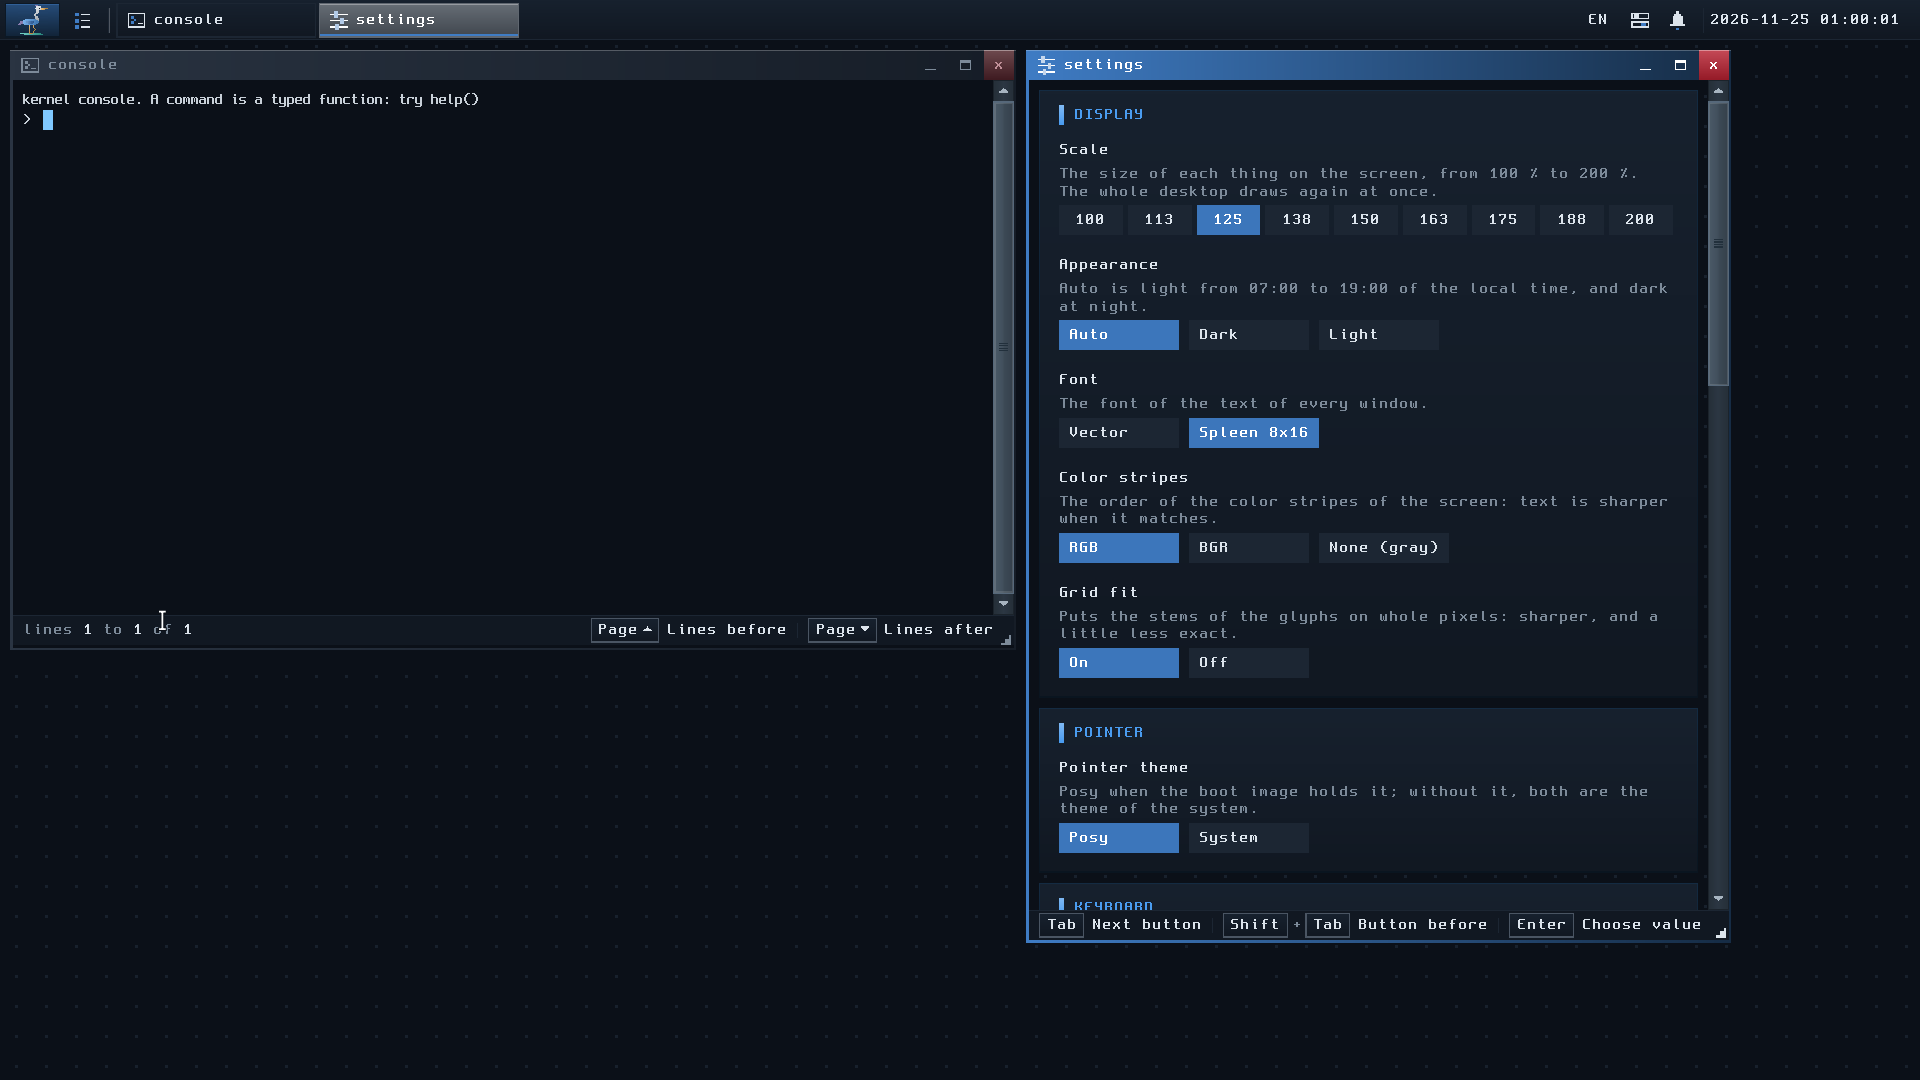 console
settings
EN
2026-11-25 01:00:01
console
kernel console. A command is a typed function: try help()
>
lines 1 to 1 of 1
Page Lines before
Page Lines after
settings
DISPLAY
Scale
The size of each thing on the screen, from 100 % to 200 %.
The whole desktop draws again at once.
100 113 125 138 150 163 175 188 200
Appearance
Auto is light from 07:00 to 19:00 of the local time, and dark
at night.
Auto Dark Light
Font
The font of the text of every window.
Vector Spleen 8x16
Color stripes
The order of the color stripes of the screen: text is sharper
when it matches.
RGB BGR None (gray)
Grid fit
Puts the stems of the glyphs on whole pixels: sharper, and a
little less exact.
On Off
POINTER
Pointer theme
Posy when the boot image holds it; without it, both are the
theme of the system.
Posy System
KEYBOARD
Tab Next button Shift + Tab Button before Enter Choose value